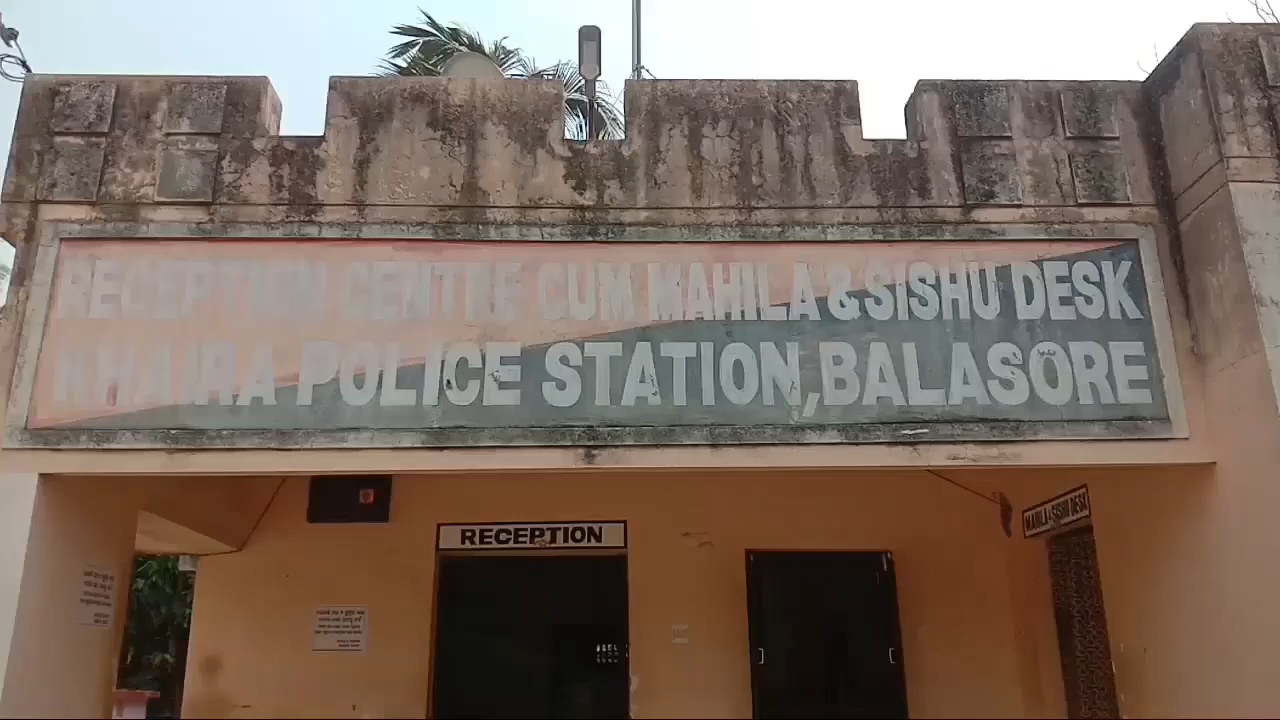 RECEPTION CENTRE CUM MAHILA & SISHU DESK
KHAIRA POLICE STATION, BALASORE
RECEPTION
MAHILA & SISHU DESK